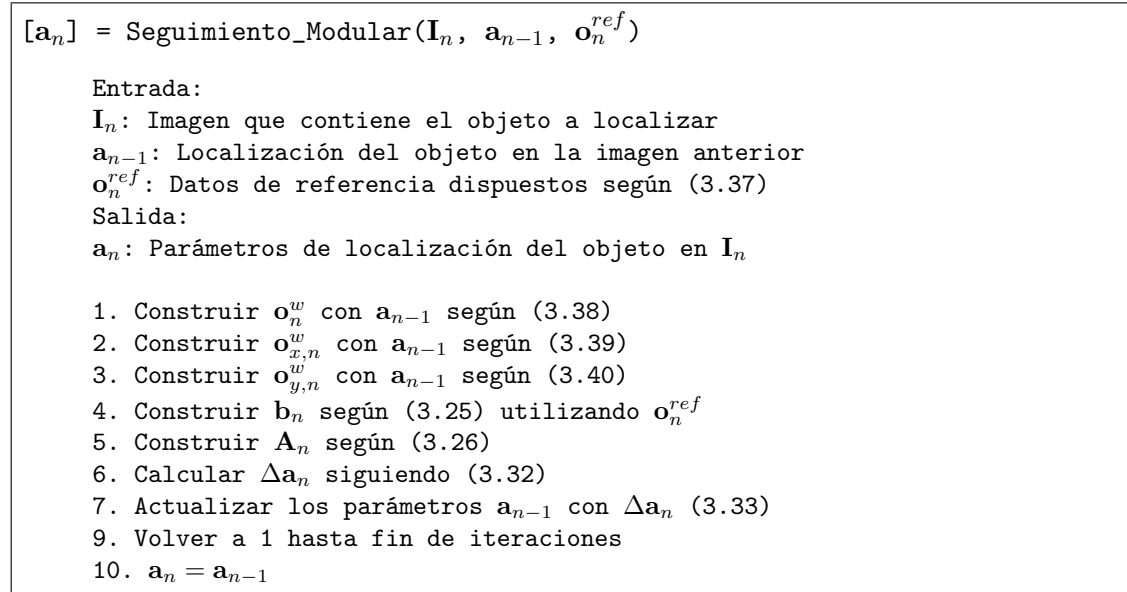 [a_n] = Seguimiento_Modular(I_n, a_{n−1}, o_n^{ref})
Entrada:
I_n: Imagen que contiene el objeto a localizar
a_{n−1}: Localización del objeto en la imagen anterior
o_n^{ref}: Datos de referencia dispuestos según (3.37)
Salida:
a_n: Parámetros de localización del objeto en I_n
1. Construir o_n^w con a_{n−1} según (3.38)
2. Construir o_{x,n}^w con a_{n−1} según (3.39)
3. Construir o_{y,n}^w con a_{n−1} según (3.40)
4. Construir b_n según (3.25) utilizando o_n^{ref}
5. Construir A_n según (3.26)
6. Calcular Δa_n siguiendo (3.32)
7. Actualizar los parámetros a_{n−1} con Δa_n (3.33)
9. Volver a 1 hasta fin de iteraciones
10. a_n = a_{n−1}